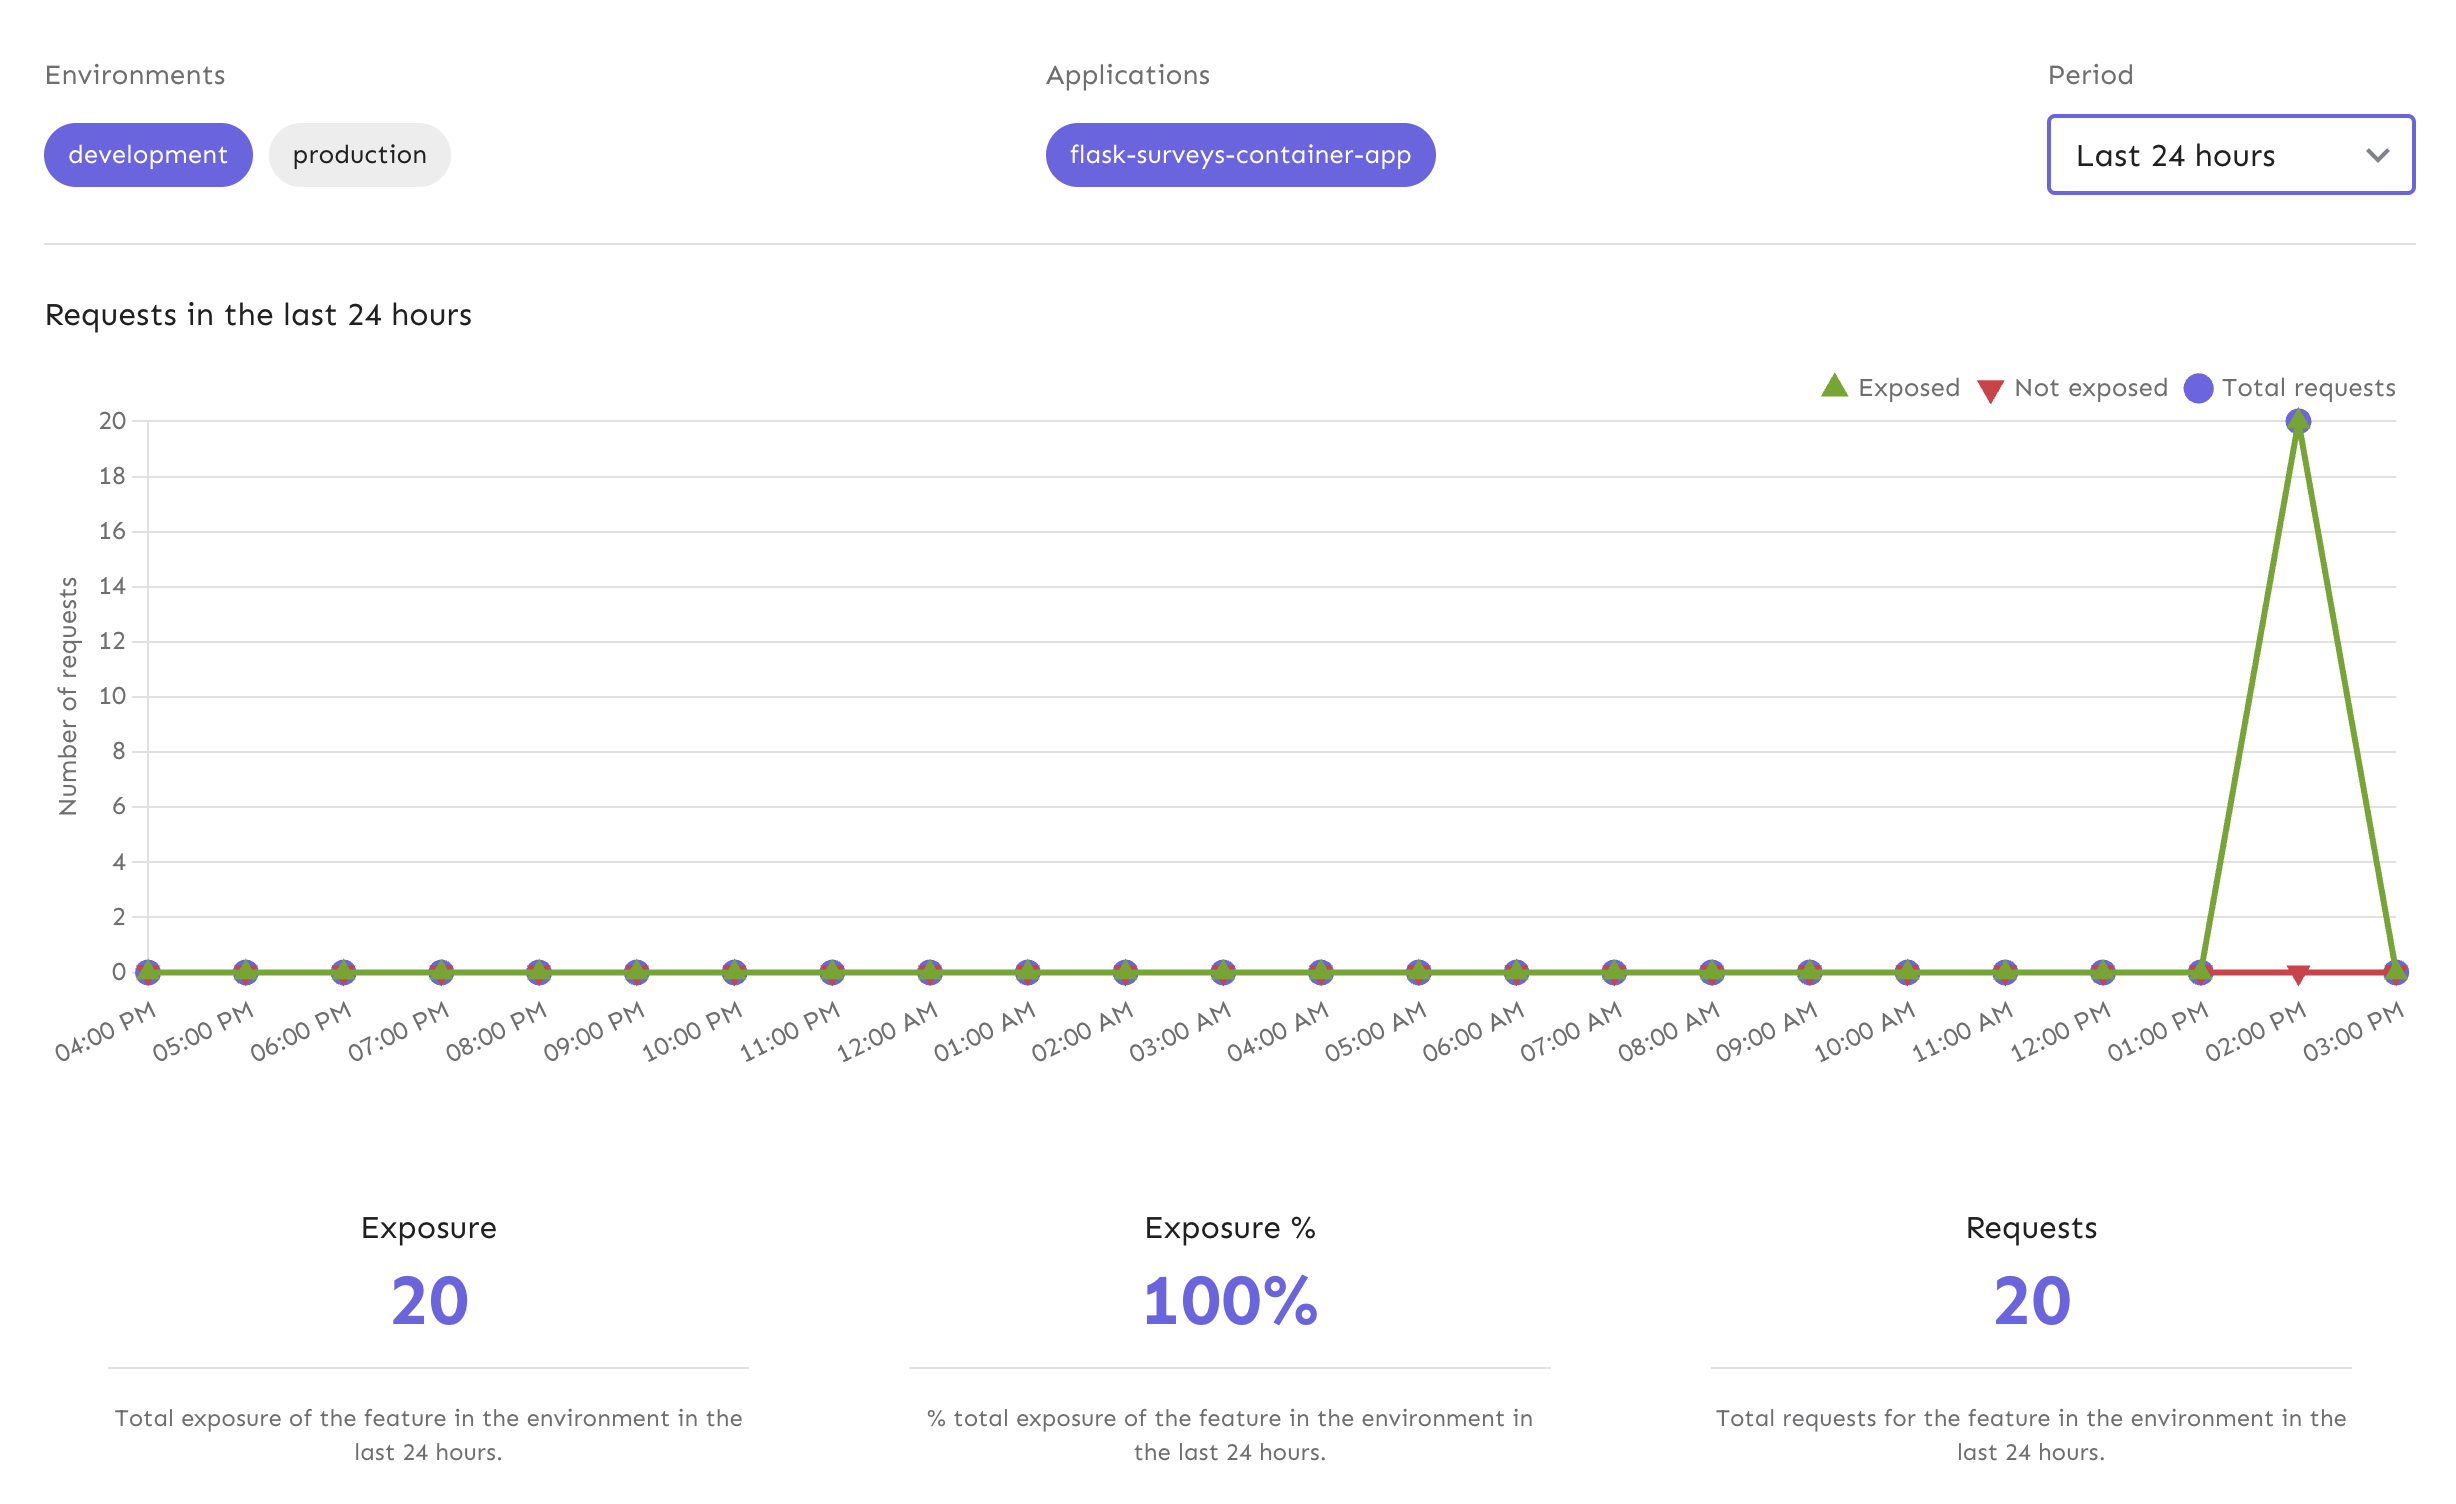 Environments
Applications
Period
development
production
flask-surveys-container-app
Last 24 hours
Requests in the last 24 hours
Exposed
Not exposed
Total requests
Number of requests
20
18
16
14
12
10
8
6
4
2
0
04:00 PM
05:00 PM
06:00 PM
07:00 PM
08:00 PM
09:00 PM
10:00 PM
11:00 PM
12:00 AM
01:00 AM
02:00 AM
03:00 AM
04:00 AM
05:00 AM
06:00 AM
07:00 AM
08:00 AM
09:00 AM
10:00 AM
11:00 AM
12:00 PM
01:00 PM
02:00 PM
03:00 PM
Exposure
20
Total exposure of the feature in the environment in the
last 24 hours.
Exposure %
100%
% total exposure of the feature in the environment in
the last 24 hours.
Requests
20
Total requests for the feature in the environment in the
last 24 hours.